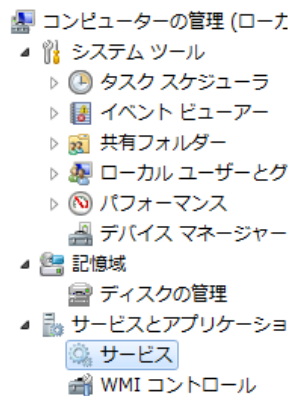 コンピューターの管理 (ローカ
システム ツール
タスク スケジューラ
イベント ビューアー
共有フォルダー
ローカル ユーザーとグ
パフォーマンス
デバイス マネージャー
記憶域
ディスクの管理
サービスとアプリケーショ
サービス
WMI コントロール